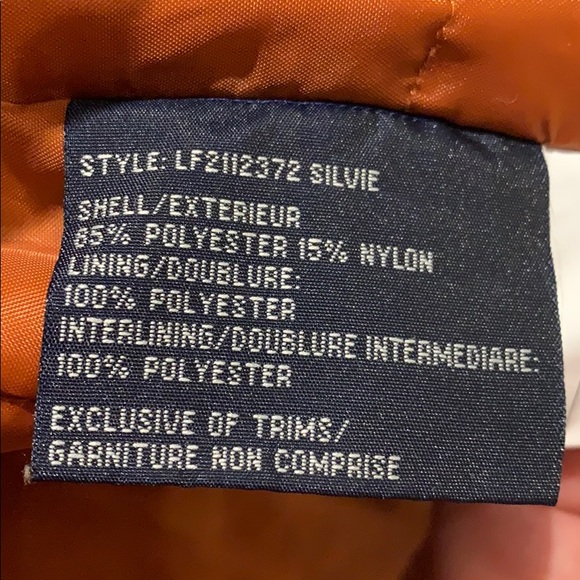 STYLE: LF2112372 SILVIE
SHELL/EXTERIEUR
85% POLYESTER 15% NYLON
LINING/DOUBLURE:
100% POLYESTER
INTERLINING/DOUBLURE INTERMEDIARE:
100% POLYESTER
EXCLUSIVE OF TRIMS/
GARNITURE NON COMPRISE